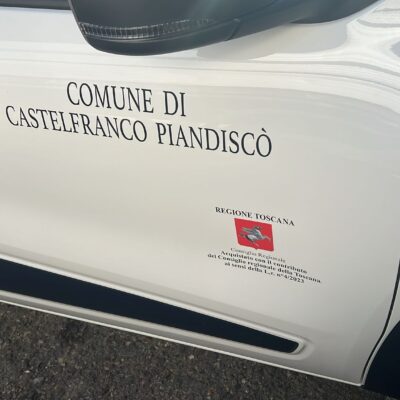 COMUNE DI
CASTELFRANCO PIANDISCÒ
REGIONE TOSCANA
Consiglio Regionale
Acquistato con il contributo
del Consiglio regionale della Toscana
ai sensi della L.r. n°4/2023